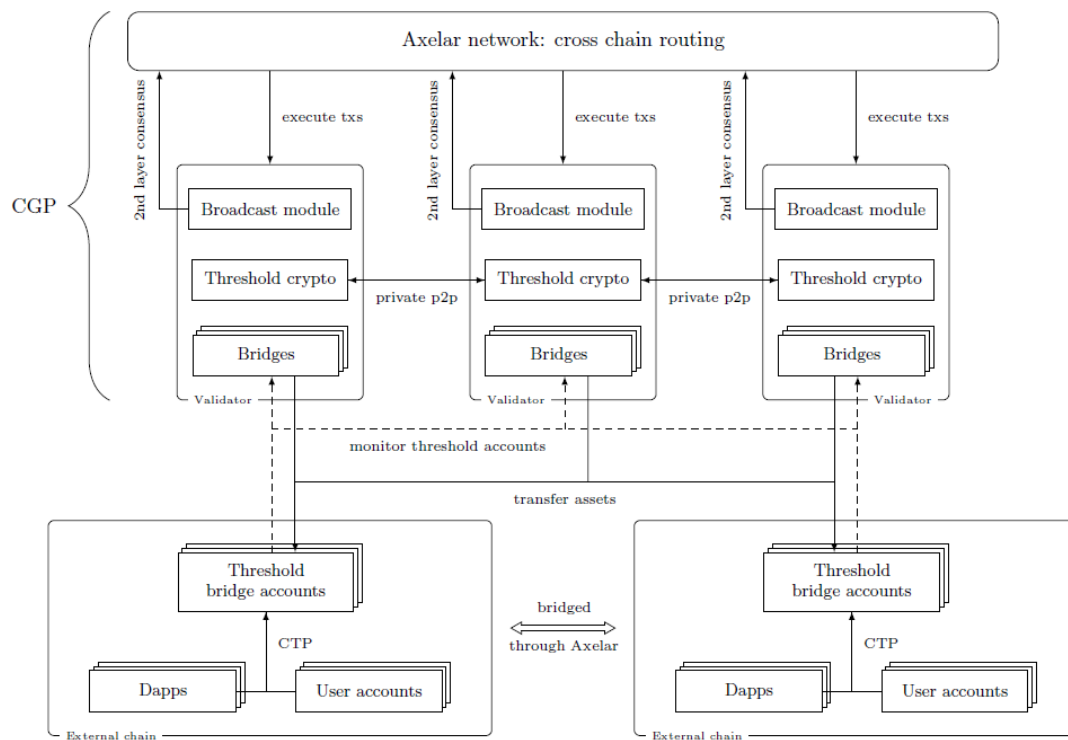 Axelar network: cross chain routing
2nd layer consensus
execute txs
2nd layer consensus
execute txs
2nd layer consensus
execute txs
CGP
Broadcast module
Broadcast module
Broadcast module
Threshold crypto
private p2p
Threshold crypto
private p2p
Threshold crypto
Bridges
Bridges
Bridges
Validator
Validator
Validator
monitor threshold accounts
transfer assets
Threshold
bridge accounts
CTP
Dapps
User accounts
External chain
bridged
through Axelar
Threshold
bridge accounts
CTP
Dapps
User accounts
External chain